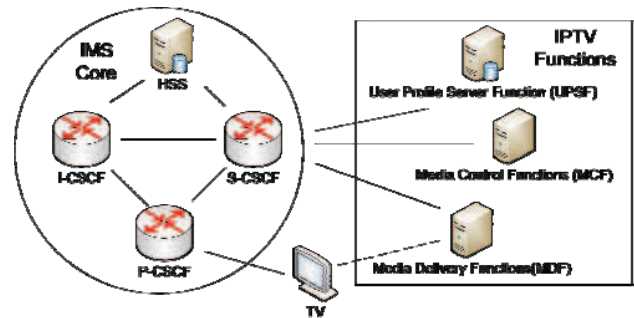 IMS
Core
HSS
I-CSCF
S-CSCF
P-CSCF
TV
IPTV
Functions
User Profile Server Function (UPSF)
Media Control Functions (MCF)
Media Delivery Functions(MDF)